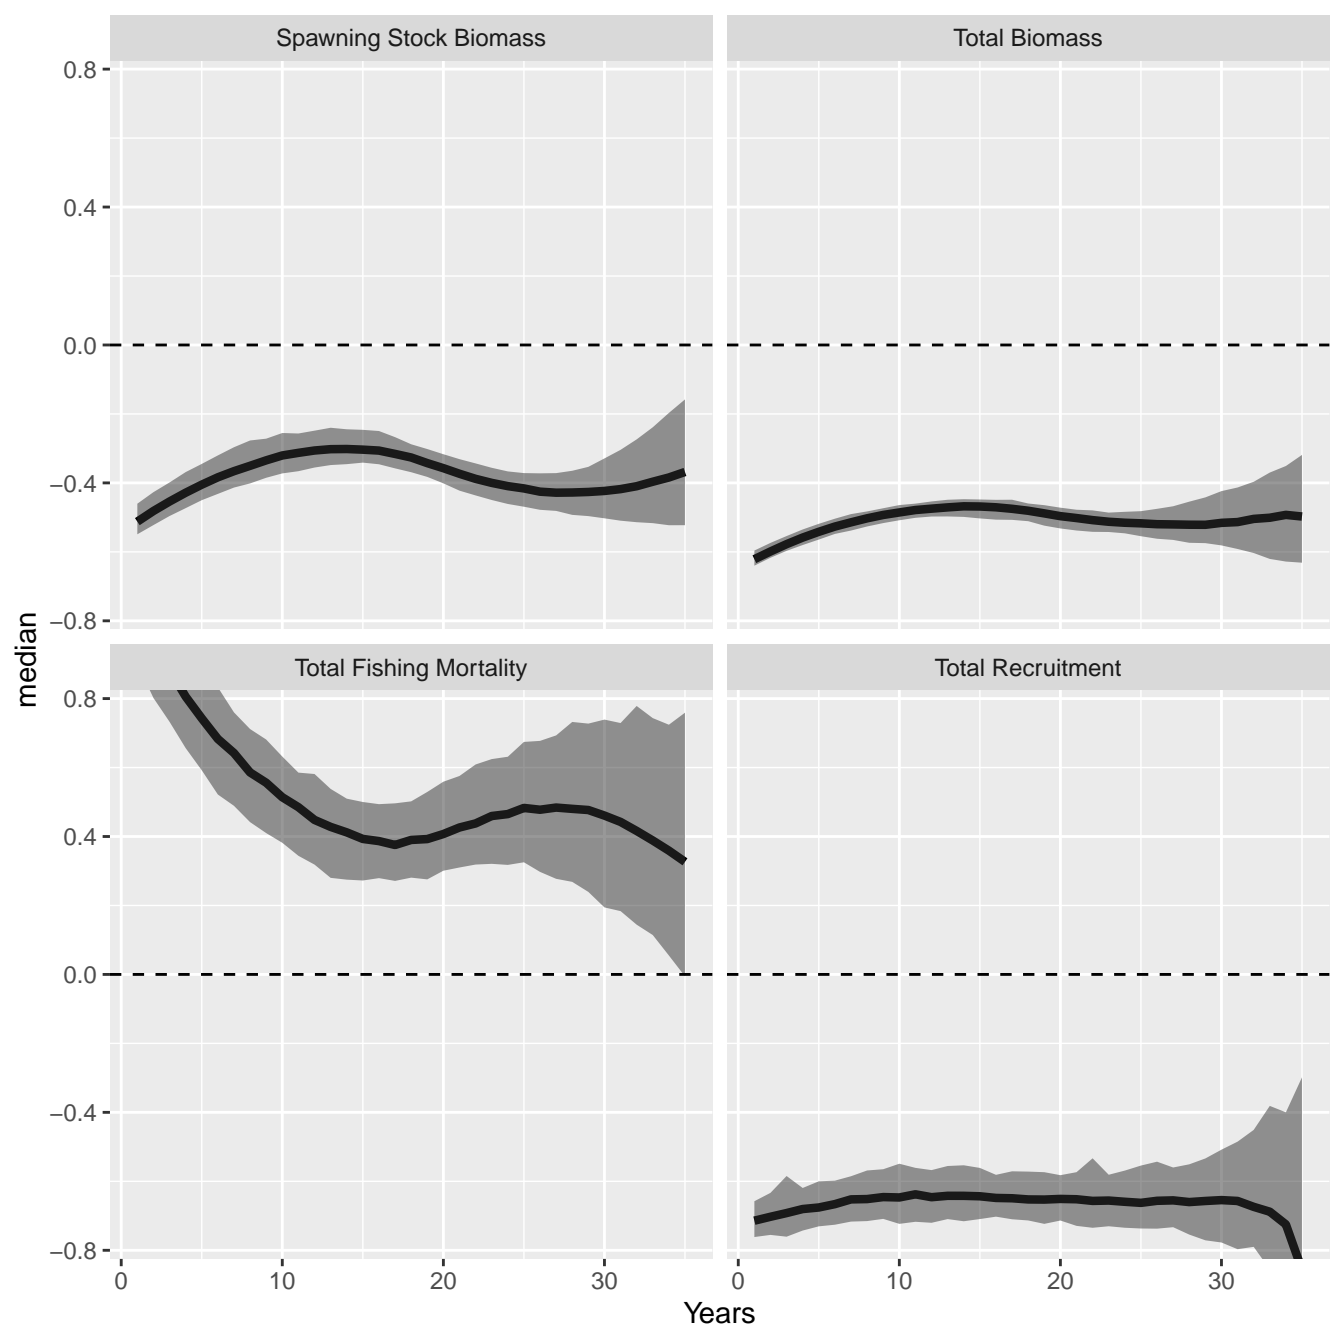 Spawning Stock Biomass
Total Biomass
0.8
0.4
0.0
−0.4
−0.8
Total Fishing Mortality
Total Recruitment
0.8
0.4
0.0
−0.4
−0.8
0 10 20 30
0 10 20 30
Years
median